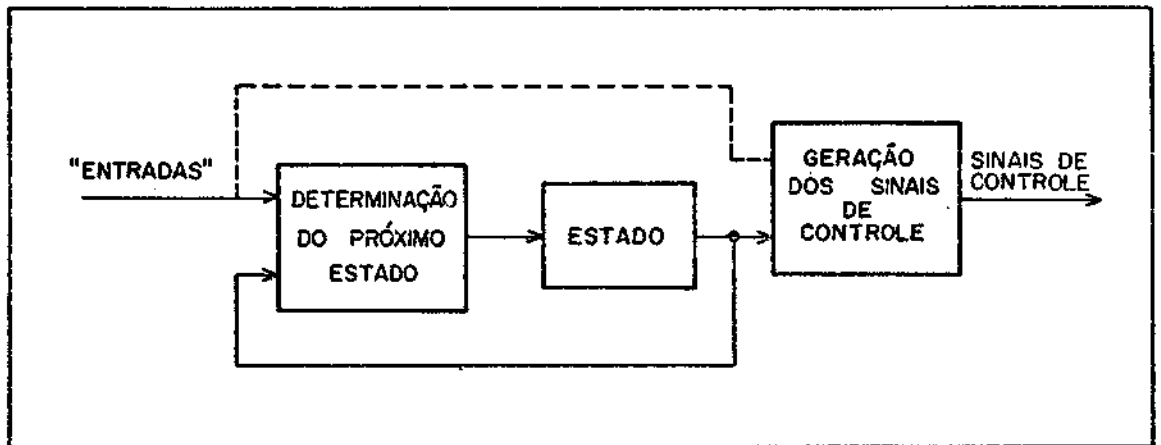 "ENTRADAS"
DETERMINAÇÃO
DO PRÓXIMO
ESTADO
ESTADO
GERAÇÃO
DOS SINAIS
DE
CONTROLE
SINAIS DE
CONTROLE